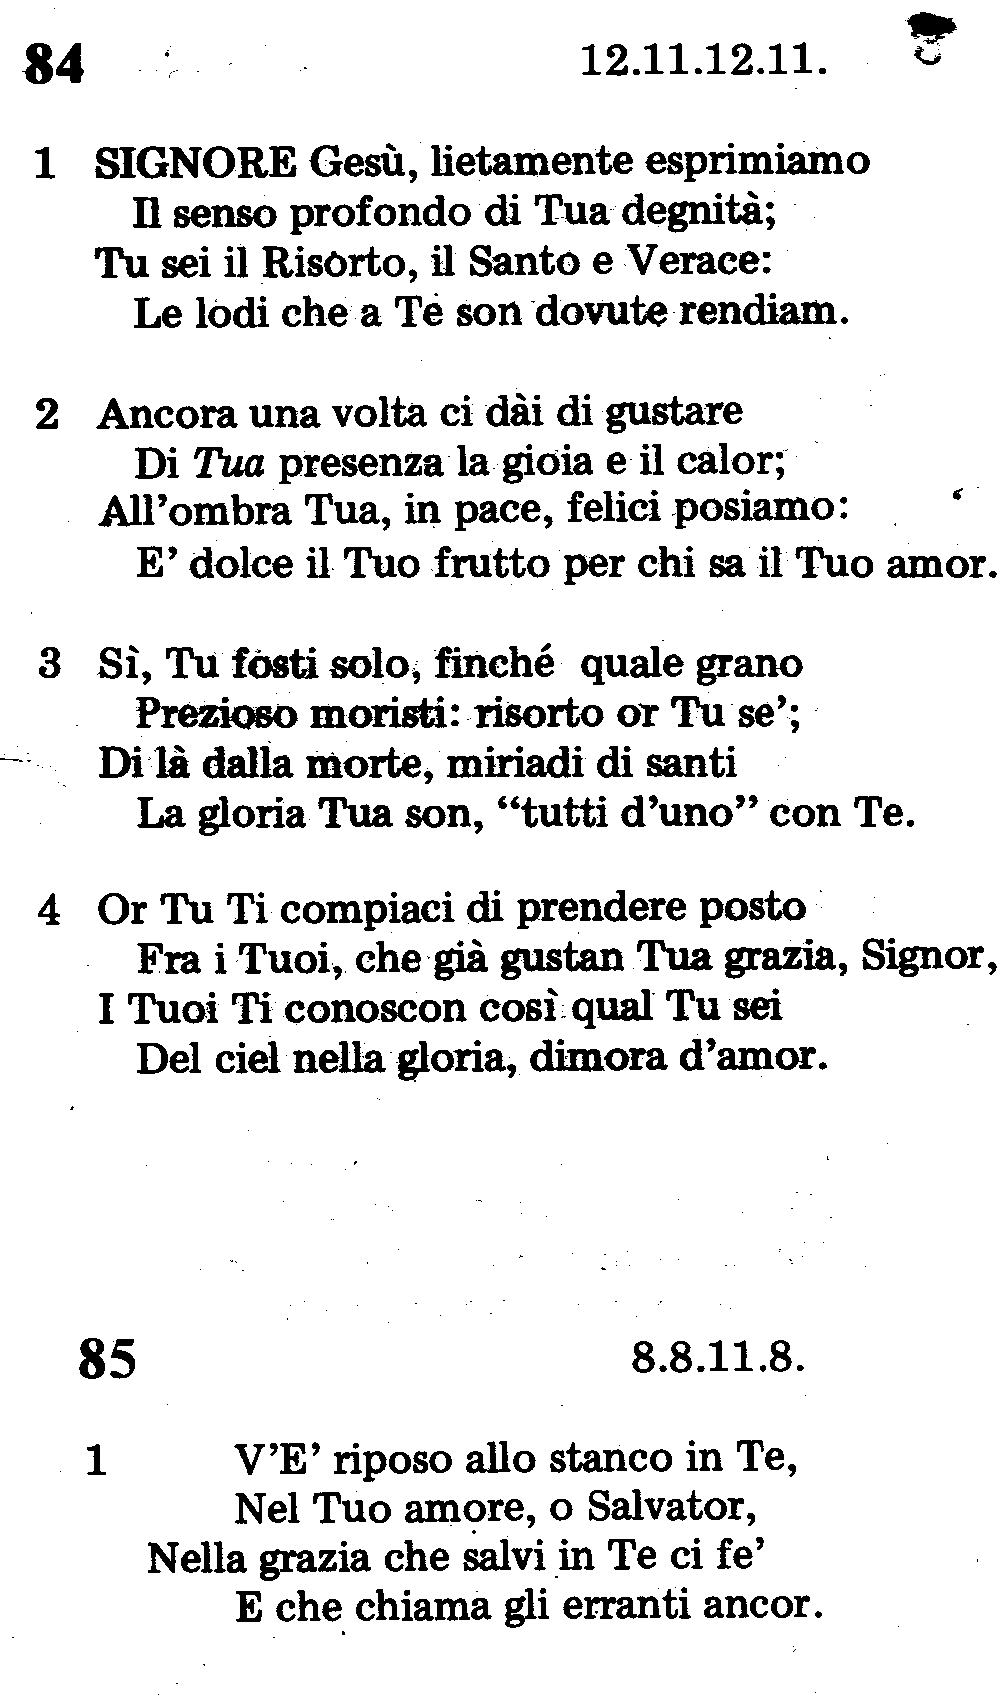 84 12.11.12.11.
1 SIGNORE Gesù, lietamente esprimiamo
Il senso profondo di Tua degnità;
Tu sei il Risorto, il Santo e Verace:
Le lodi che a Te son dovute rendiam.
2 Ancora una volta ci dài di gustare
Di Tua presenza la gioia e il calor;
All'ombra Tua, in pace, felici posiamo:
E' dolce il Tuo frutto per chi sa il Tuo amor.
3 Sì, Tu fosti solo, finché quale grano
Prezioso moristi: risorto or Tu se';
Di là dalla morte, miriadi di santi
La gloria Tua son, “tutti d'uno” con Te.
4 Or Tu Ti compiaci di prendere posto
Fra i Tuoi, che già gustan Tua grazia, Signor,
I Tuoi Ti conoscon così qual Tu sei
Del ciel nella gloria, dimora d'amor.
85 8.8.11.8.
1 V'E' riposo allo stanco in Te,
Nel Tuo amore, o Salvator,
Nella grazia che salvi in Te ci fe'
E che chiama gli erranti ancor.